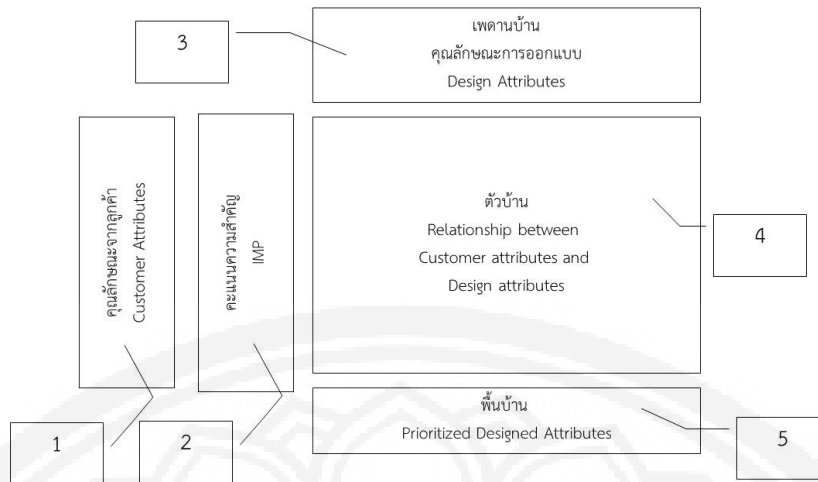 3
เพดานบ้าน
คุณลักษณะการออกแบบ
Design Attributes
คุณลักษณะจากลูกค้า
Customer Attributes
คะแนนความสำคัญ
IMP
ตัวบ้าน
Relationship between
Customer attributes and
Design attributes
4
พื้นบ้าน
Prioritized Designed Attributes
1
2
5